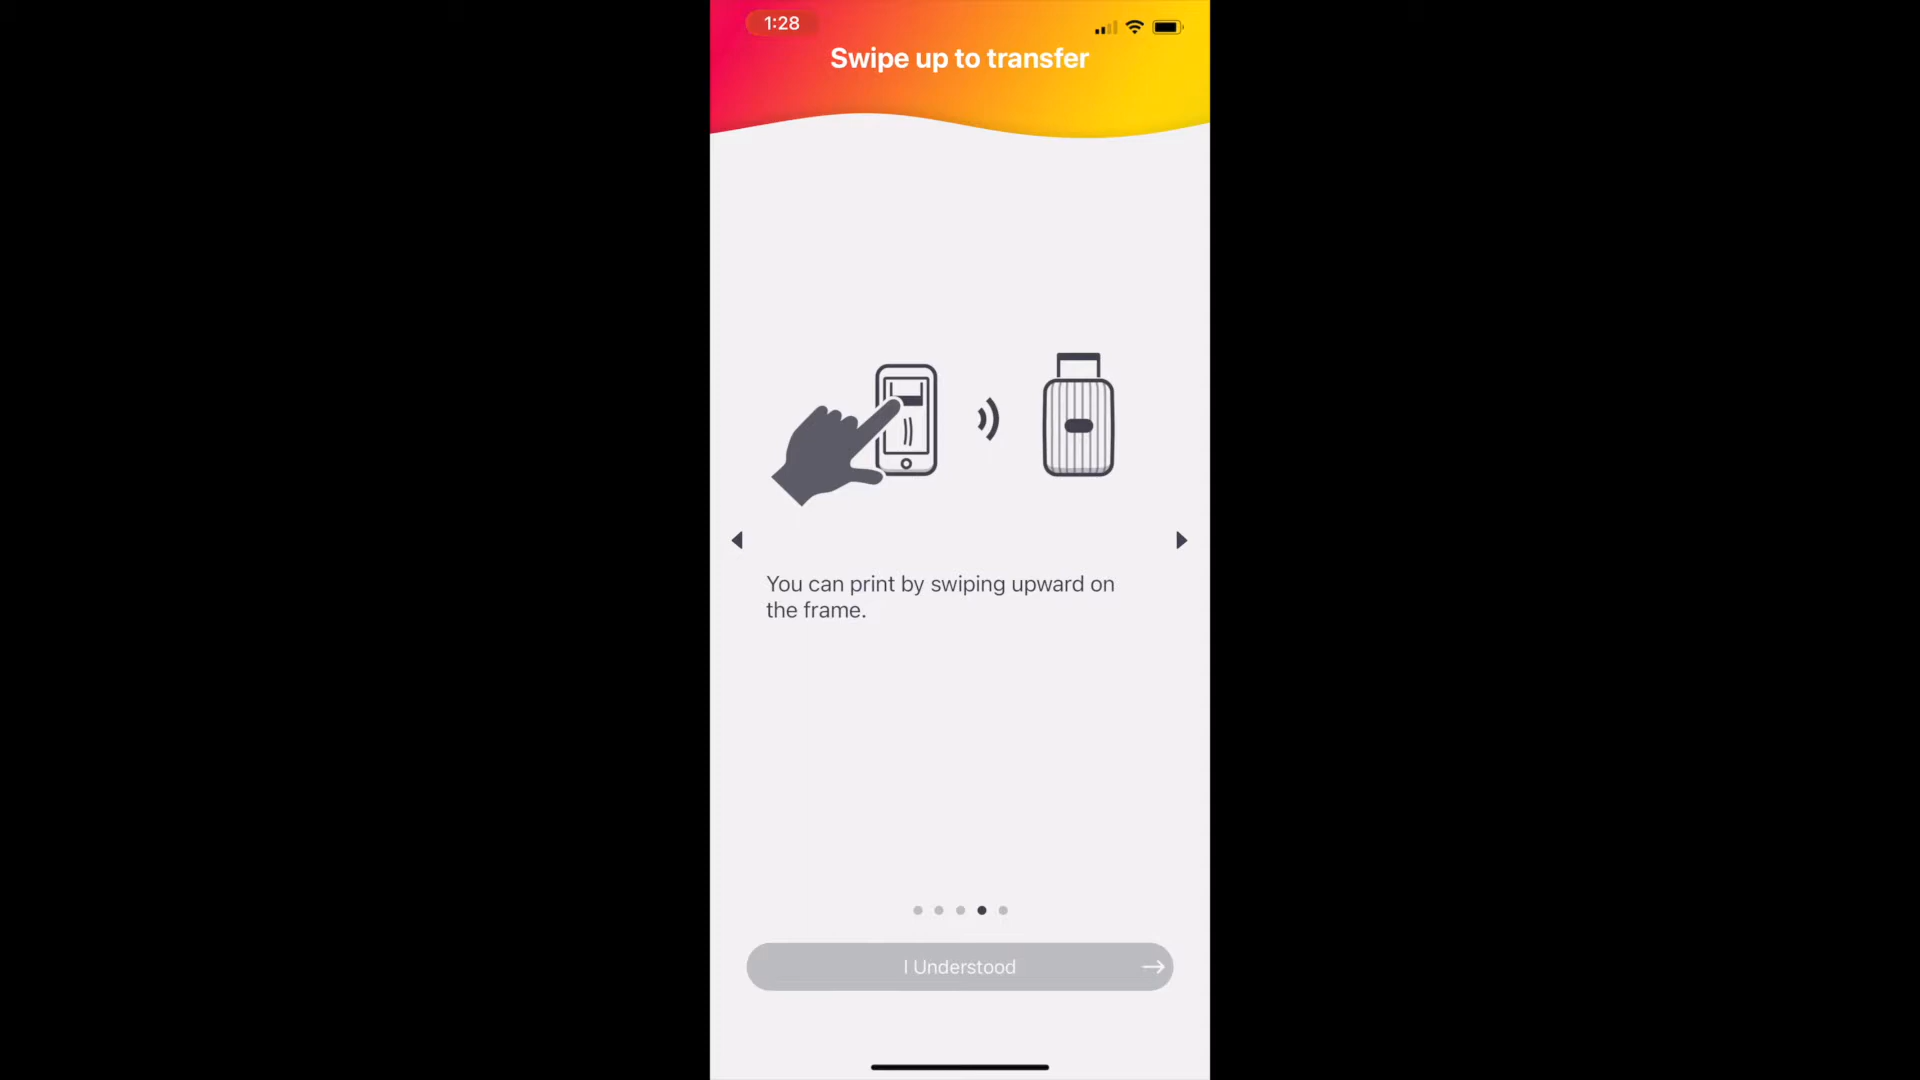 1:28
Swipe up to transfer
You can print by swiping upward on
the frame.
I Understood